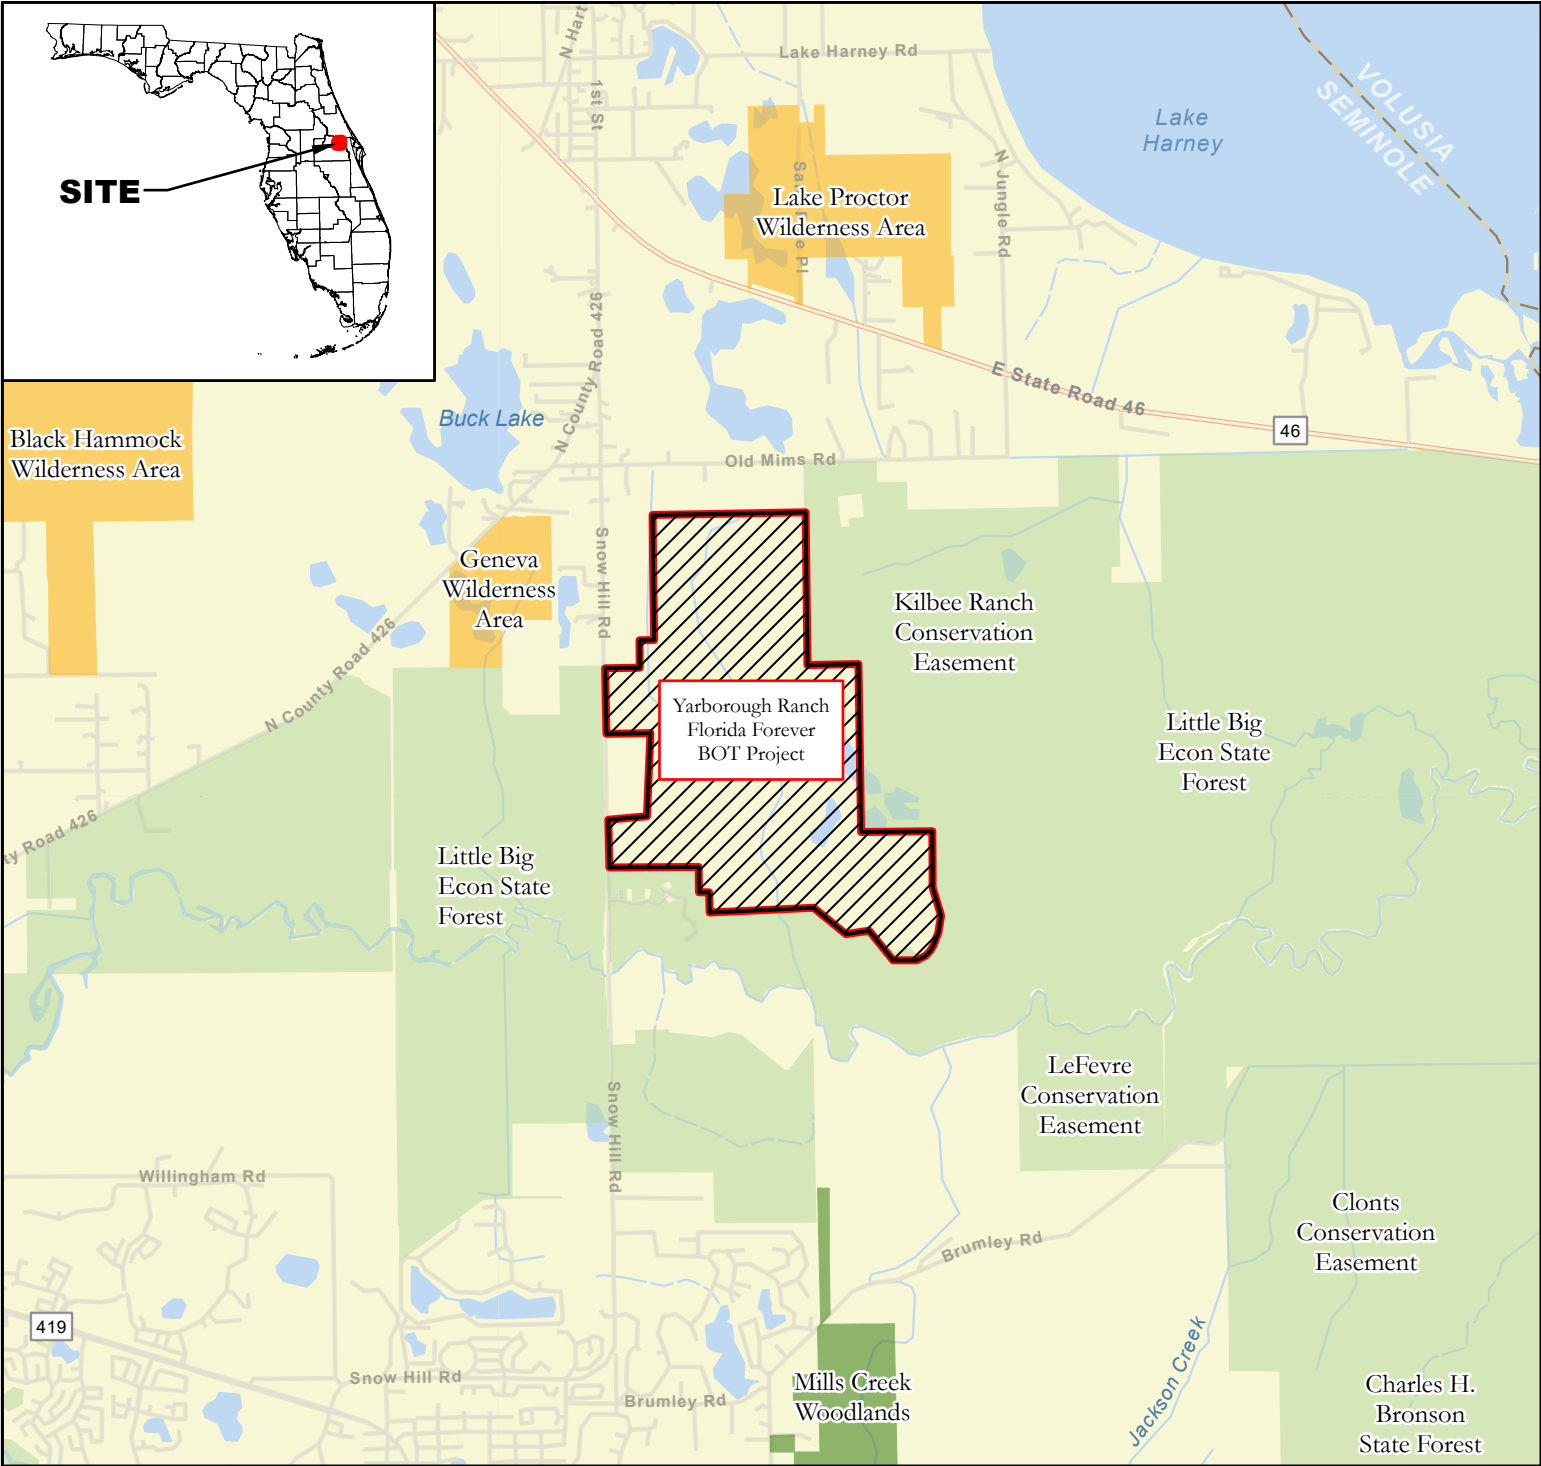 SITE
N Hart
1st St
Lake Harney Rd
Lake
Harney
VOLUSIA
SEMINOLE
N Jungle Rd
Lake Proctor
Wilderness Area
E State Road 46
46
Buck Lake
N County Road 426
Old Mims Rd
Black Hammock
Wilderness Area
Geneva
Wilderness
Area
Snow Hill Rd
Kilbee Ranch
Conservation
Easement
N County Road 426
Yarborough Ranch
Florida Forever
BOT Project
Little Big
Econ State
Forest
ty Road 426
Little Big
Econ State
Forest
LeFevre
Conservation
Easement
Snow Hill Rd
Willingham Rd
Clonts
Conservation
Easement
Brumley Rd
419
Jackson Creek
Snow Hill Rd
Brumley Rd
Mills Creek
Woodlands
Charles H.
Bronson
State Forest